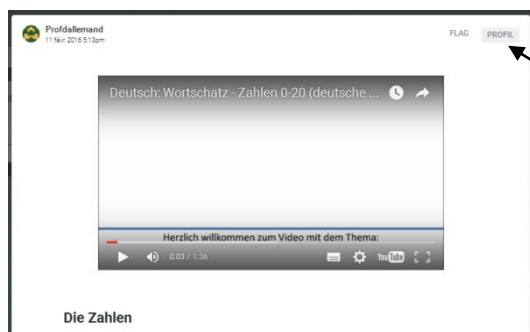 Profdallemand
11 févr. 2016 5:13pm
FLAG PROFIL
Deutsch: Wortschatz - Zahlen 0-20 (deutsche ...
Herzlich willkommen zum Video mit dem Thema:
0:03 / 1:36 YouTube
Die Zahlen